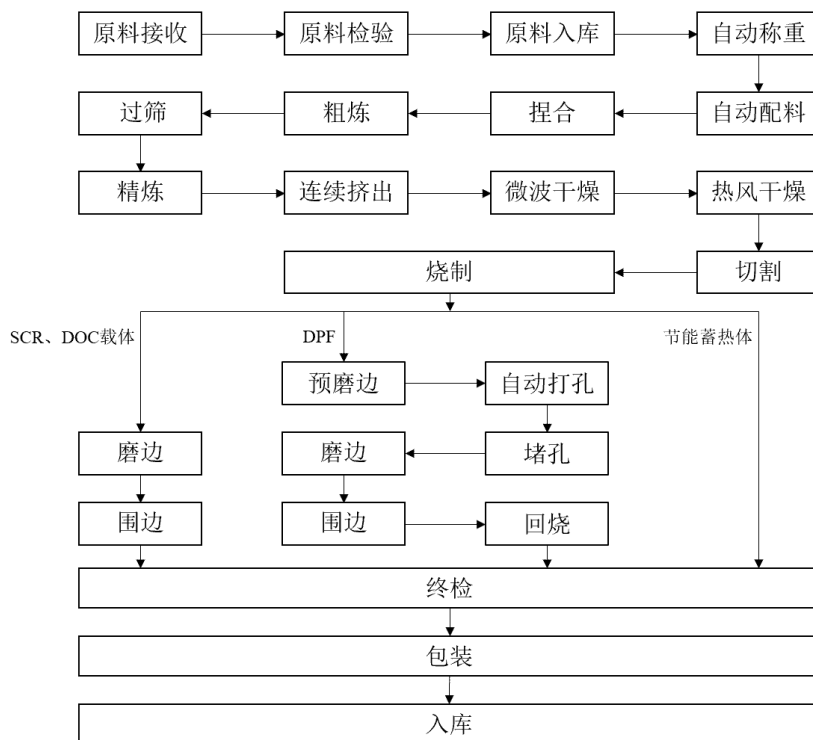 原料接收 原料检验 原料入库 自动称重
过筛 粗炼 捏合 自动配料
精炼 连续挤出 微波干燥 热风干燥
烧制 切割
SCR、DOC载体 DPF 节能蓄热体
预磨边 自动打孔
磨边 磨边 堵孔
围边 围边 回烧
终检
包装
入库